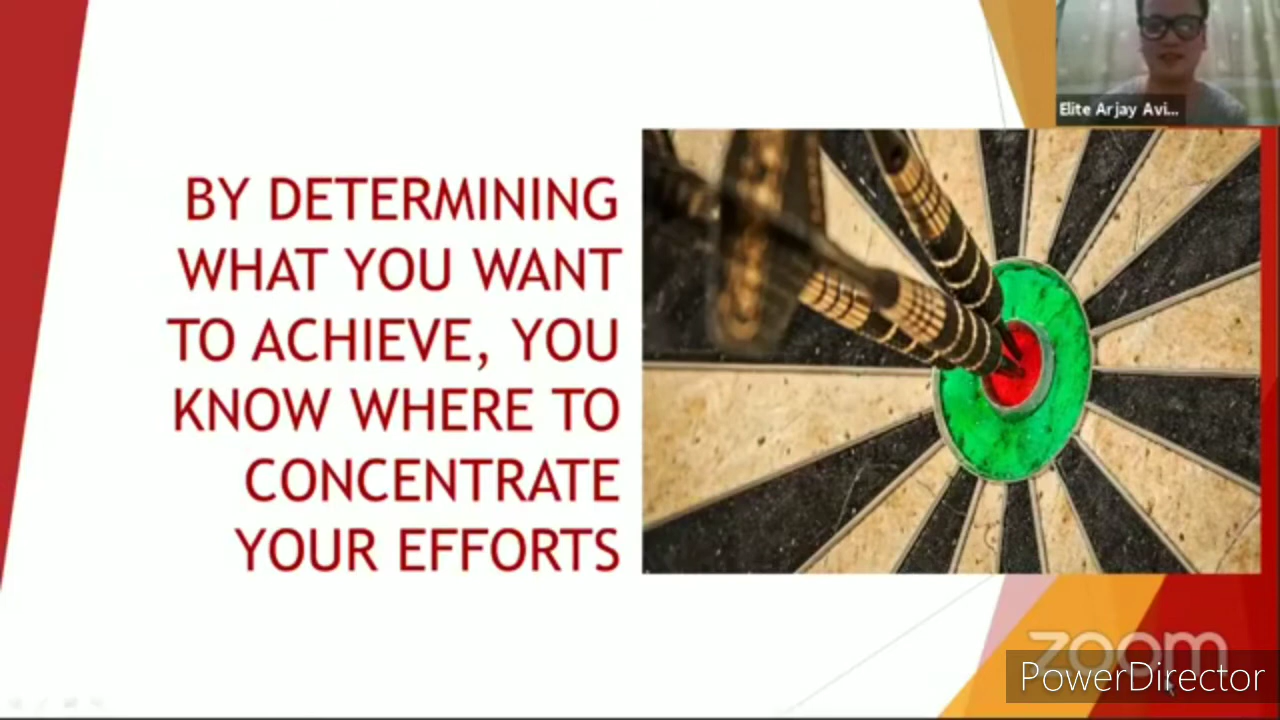 Elite Arjay Avi...
BY DETERMINING
WHAT YOU WANT
TO ACHIEVE, YOU
KNOW WHERE TO
CONCENTRATE
YOUR EFFORTS
zoom
PowerDirector